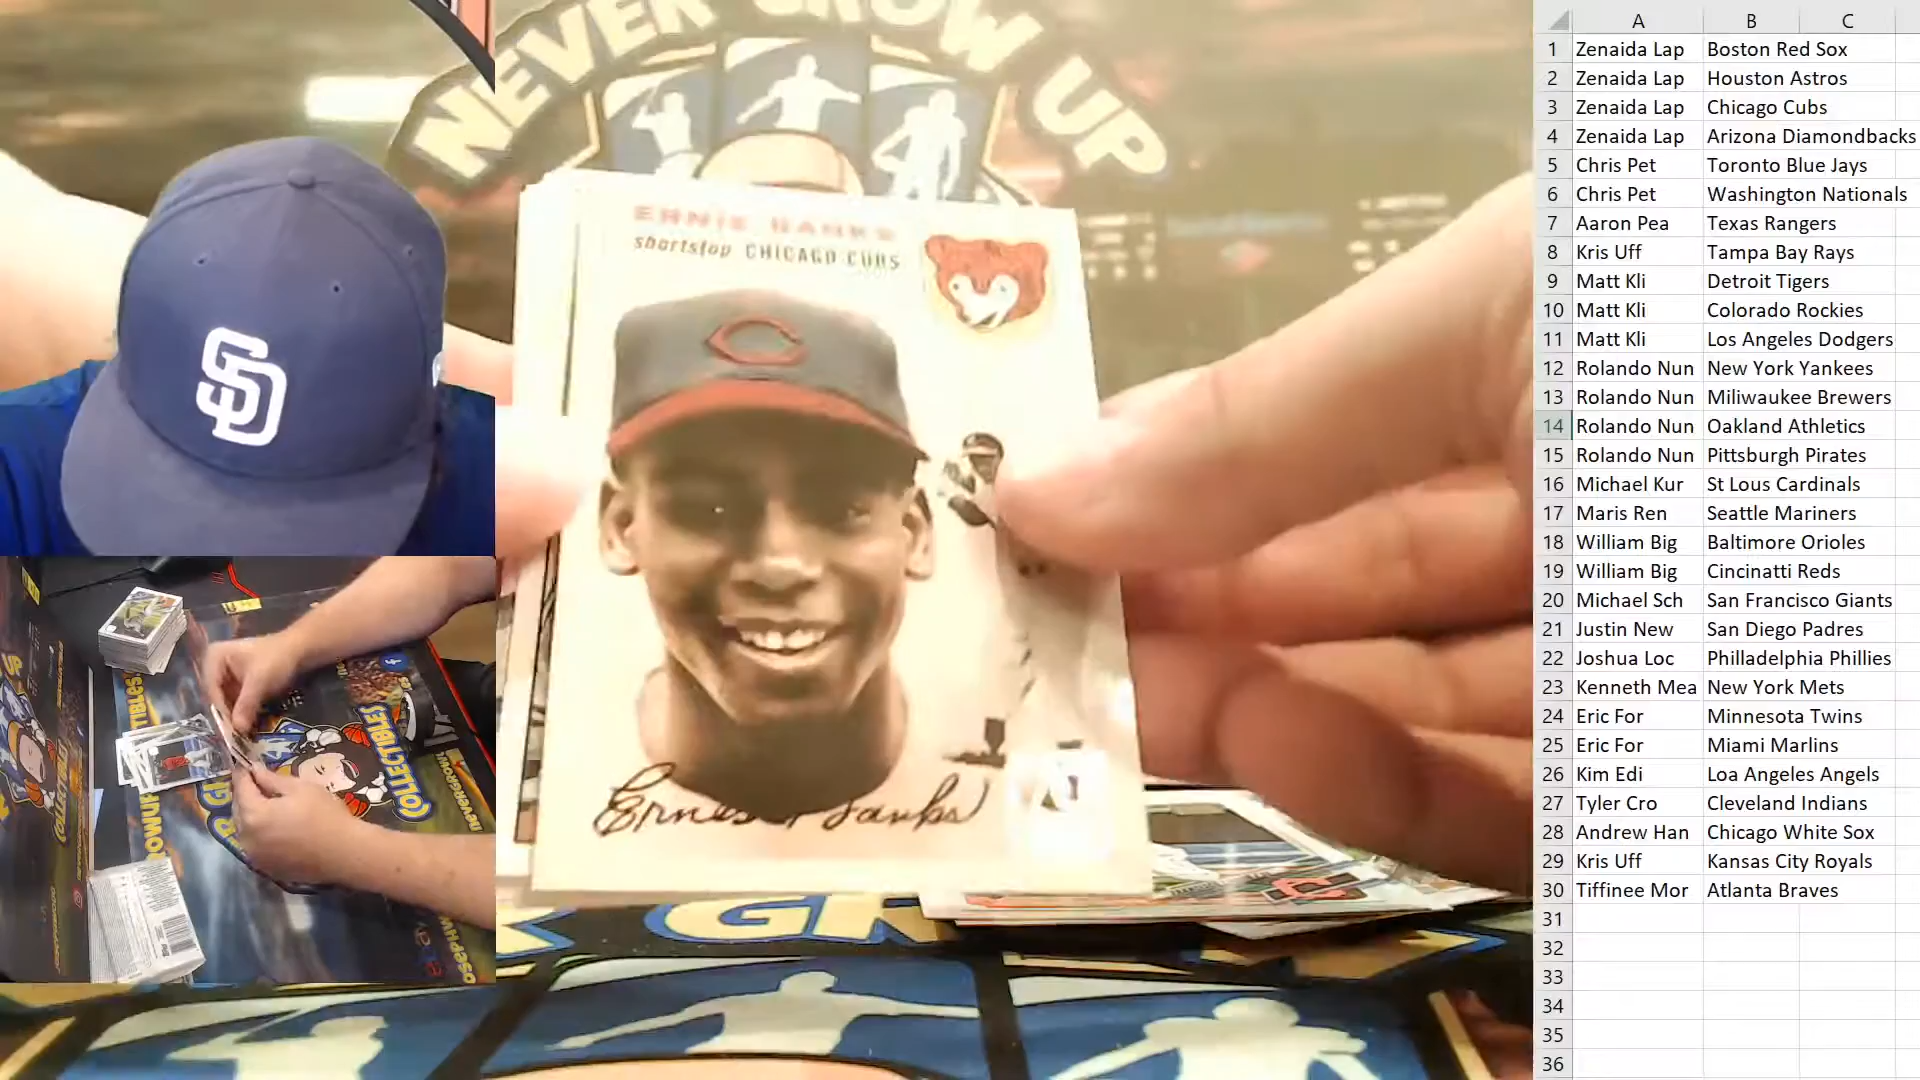 NEVER GROW UP
ERNIE BANKS
shortstop CHICAGO CUBS
C
SD
Ernest Banks
COLLECTIBLES
A B C
1 Zenaida Lap Boston Red Sox
2 Zenaida Lap Houston Astros
3 Zenaida Lap Chicago Cubs
4 Zenaida Lap Arizona Diamondbacks
5 Chris Pet Toronto Blue Jays
6 Chris Pet Washington Nationals
7 Aaron Pea Texas Rangers
8 Kris Uff Tampa Bay Rays
9 Matt Kli Detroit Tigers
10 Matt Kli Colorado Rockies
11 Matt Kli Los Angeles Dodgers
12 Rolando Nun New York Yankees
13 Rolando Nun Miliwaukee Brewers
14 Rolando Nun Oakland Athletics
15 Rolando Nun Pittsburgh Pirates
16 Michael Kur St Lous Cardinals
17 Maris Ren Seattle Mariners
18 William Big Baltimore Orioles
19 William Big Cincinatti Reds
20 Michael Sch San Francisco Giants
21 Justin New San Diego Padres
22 Joshua Loc Philladelphia Phillies
23 Kenneth Mea New York Mets
24 Eric For Minnesota Twins
25 Eric For Miami Marlins
26 Kim Edi Loa Angeles Angels
27 Tyler Cro Cleveland Indians
28 Andrew Han Chicago White Sox
29 Kris Uff Kansas City Royals
30 Tiffinee Mor Atlanta Braves
31
32
33
34
35
36